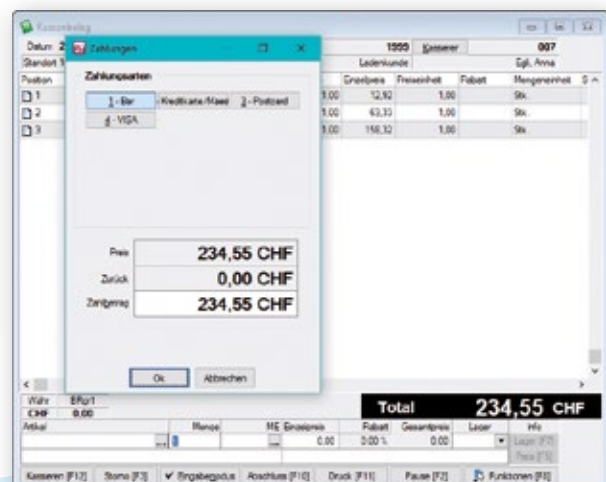 Kassenbeleg
Zahlungen
Datum 2
1999 Kassierer 007
Standort 1
Ladenkunde Egli, Anna
Zahlungsarten
Position
Einzelpreis Preiseinheit Rabatt Mengeneinheit S
1 - Bar - Kreditkarte/Maest 3 - Postcard
4 - VISA
1 1,00 12,92 1,00 Stk.
2 1,00 63,33 1,00 Stk.
3 1,00 158,32 1,00 Stk.
Preis 234,55 CHF
Zurück 0,00 CHF
Zahlbetrag 234,55 CHF
Ok Abbrechen
Währ BRgr1
CHF 0.00
Total 234,55 CHF
Artikel Menge ME Einzelpreis Rabatt Gesamtpreis Lager Info
... 0 ... 0.00 0.00 % 0.00 Lager [F7]
Preis [F5]
Kassieren [F12] Storno [F3] Eingabemodus Abschluss [F10] Druck [F11] Pause [F2] Funktionen [F8]